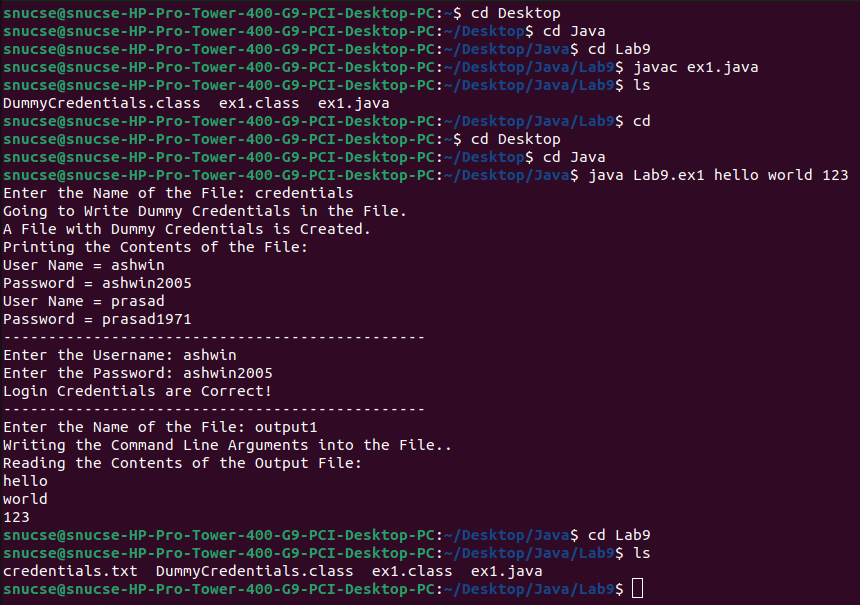 snucse@snucse-HP-Pro-Tower-400-G9-PCI-Desktop-PC:~$ cd Desktop
snucse@snucse-HP-Pro-Tower-400-G9-PCI-Desktop-PC:~/Desktop$ cd Java
snucse@snucse-HP-Pro-Tower-400-G9-PCI-Desktop-PC:~/Desktop/Java$ cd Lab9
snucse@snucse-HP-Pro-Tower-400-G9-PCI-Desktop-PC:~/Desktop/Java/Lab9$ javac ex1.java
snucse@snucse-HP-Pro-Tower-400-G9-PCI-Desktop-PC:~/Desktop/Java/Lab9$ ls
DummyCredentials.class  ex1.class  ex1.java
snucse@snucse-HP-Pro-Tower-400-G9-PCI-Desktop-PC:~/Desktop/Java/Lab9$ cd
snucse@snucse-HP-Pro-Tower-400-G9-PCI-Desktop-PC:~$ cd Desktop
snucse@snucse-HP-Pro-Tower-400-G9-PCI-Desktop-PC:~/Desktop$ cd Java
snucse@snucse-HP-Pro-Tower-400-G9-PCI-Desktop-PC:~/Desktop/Java$ java Lab9.ex1 hello world 123
Enter the Name of the File: credentials
Going to Write Dummy Credentials in the File.
A File with Dummy Credentials is Created.
Printing the Contents of the File:
User Name = ashwin
Password = ashwin2005
User Name = prasad
Password = prasad1971
-----------------------------------------------
Enter the Username: ashwin
Enter the Password: ashwin2005
Login Credentials are Correct!
-----------------------------------------------
Enter the Name of the File: output1
Writing the Command Line Arguments into the File..
Reading the Contents of the Output File:
hello
world
123
snucse@snucse-HP-Pro-Tower-400-G9-PCI-Desktop-PC:~/Desktop/Java$ cd Lab9
snucse@snucse-HP-Pro-Tower-400-G9-PCI-Desktop-PC:~/Desktop/Java/Lab9$ ls
credentials.txt  DummyCredentials.class  ex1.class  ex1.java
snucse@snucse-HP-Pro-Tower-400-G9-PCI-Desktop-PC:~/Desktop/Java/Lab9$